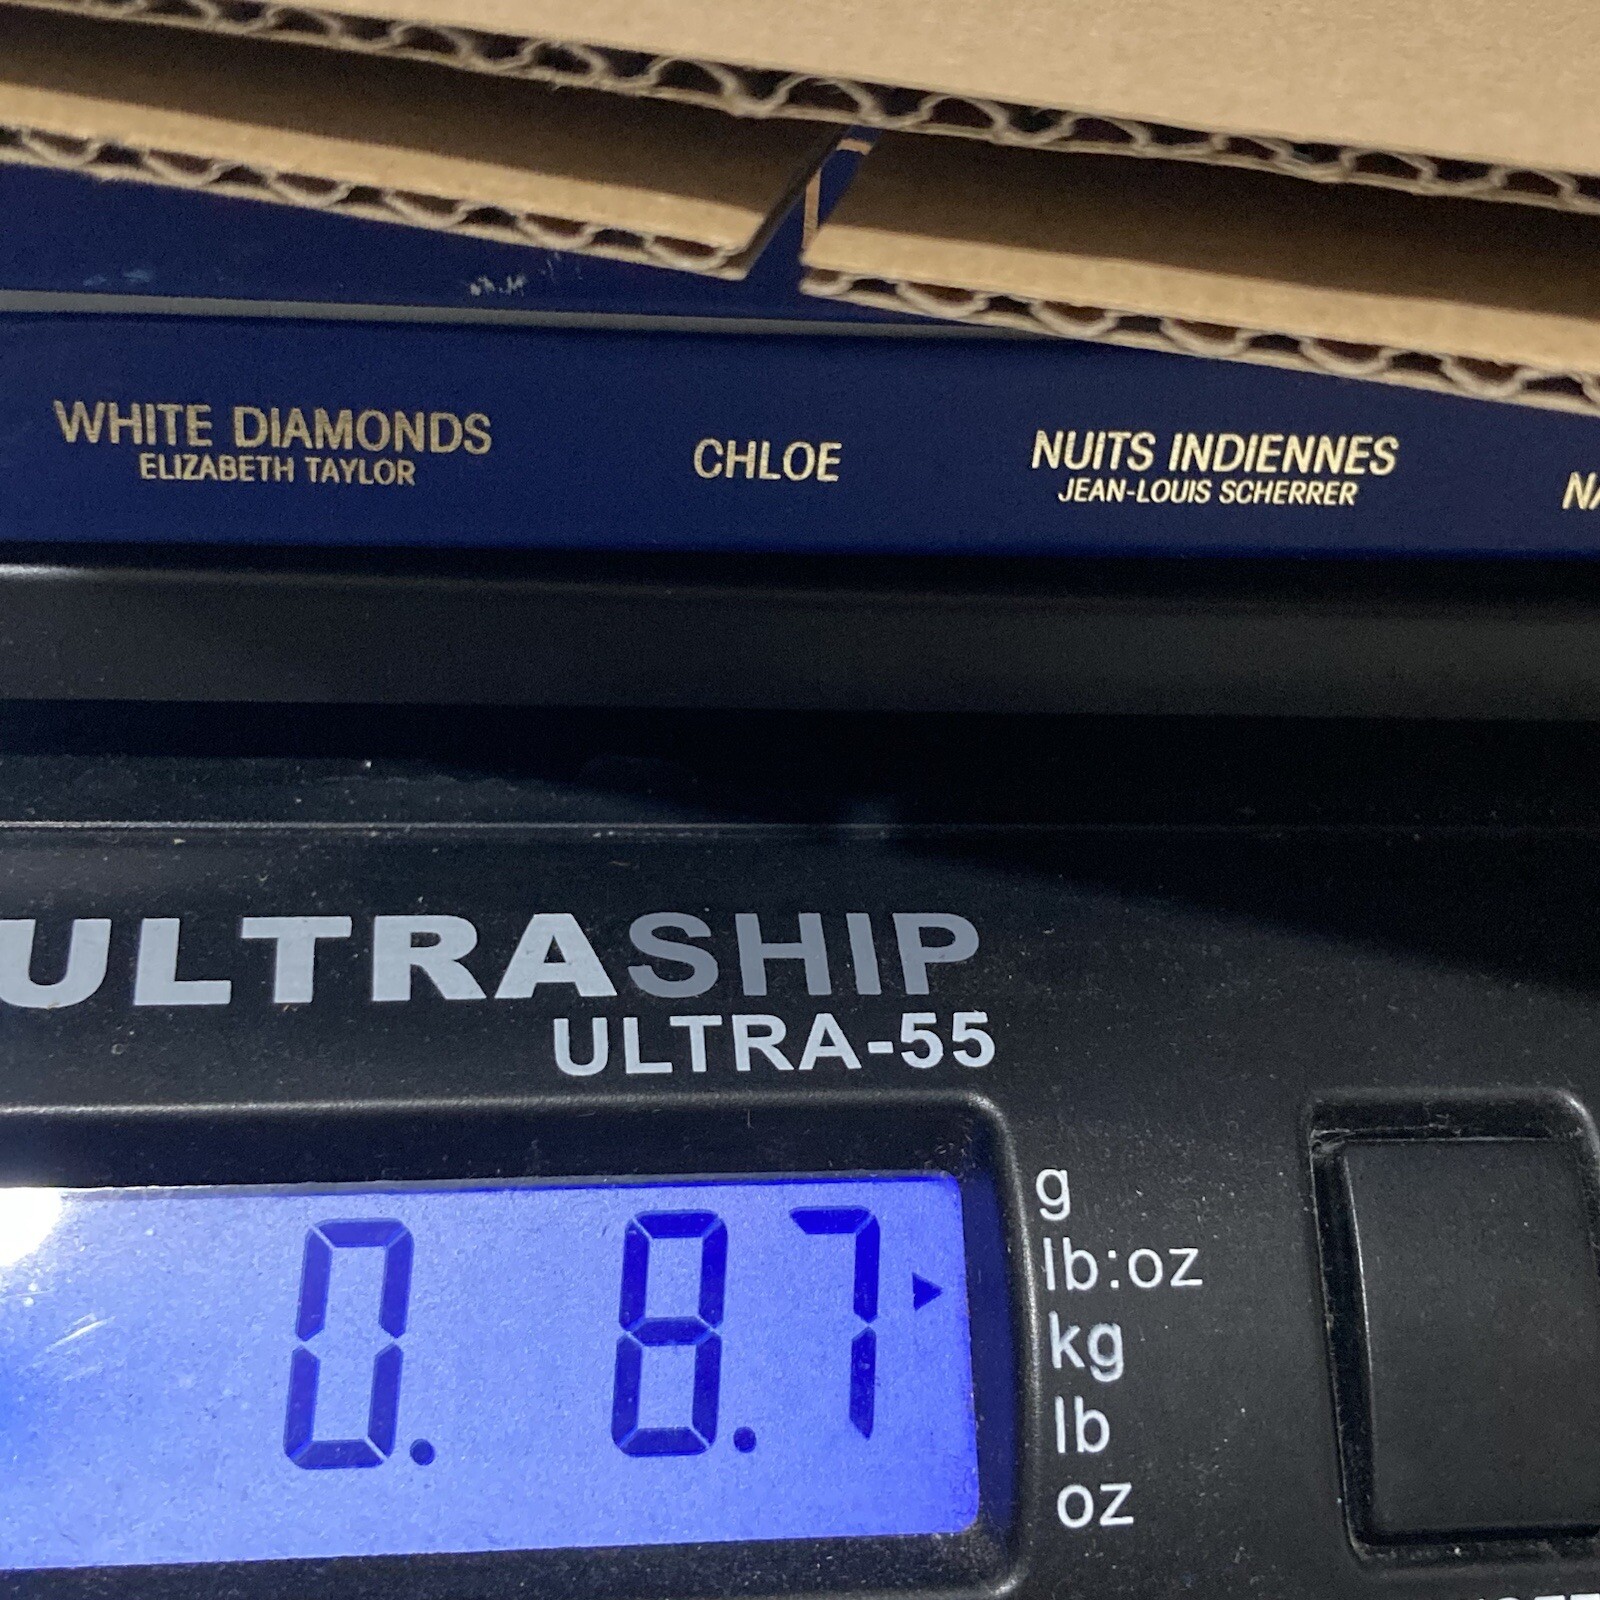 WHITE DIAMONDS
ELIZABETH TAYLOR
CHLOE
NUITS INDIENNES
JEAN-LOUIS SCHERRER
ULTRASHIP
ULTRA-55
0. 8.7
g
lb:oz
kg
lb
oz